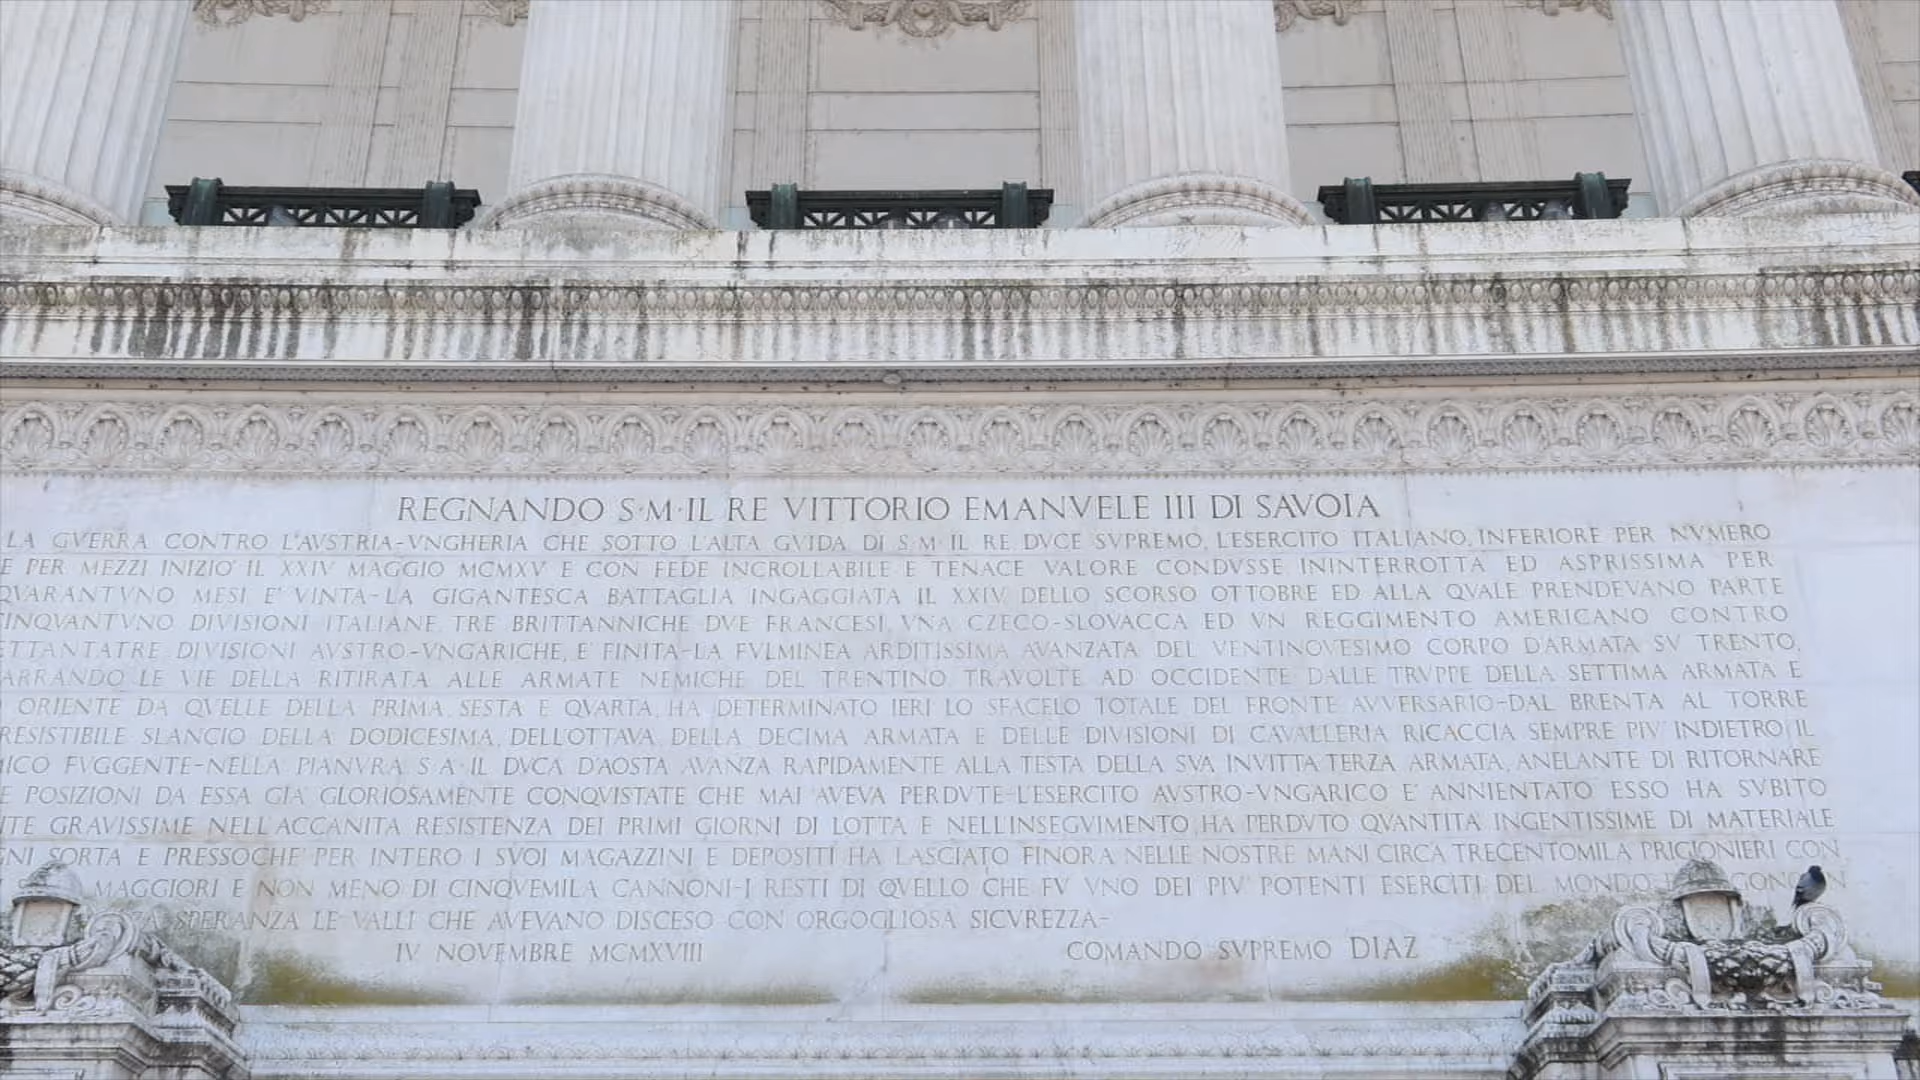 REGNANDO S·M·IL RE VITTORIO EMANVELE III DI SAVOIA
LA GVERRA CONTRO L'AVSTRIA-VNGHERIA CHE SOTTO L'ALTA GVIDA DI S·M·IL RE, DVCE SVPREMO, L'ESERCITO ITALIANO, INFERIORE PER NVMERO
E PER MEZZI INIZIO' IL XXIV MAGGIO MCMXV E CON FEDE INCROLLABILE E TENACE VALORE CONDVSSE ININTERROTTA ED ASPRISSIMA PER
QVARANTVNO MESI E' VINTA-LA GIGANTESCA BATTAGLIA INGAGGIATA IL XXIV DELLO SCORSO OTTOBRE ED ALLA QVALE PRENDEVANO PARTE
CINQVANTVNO DIVISIONI ITALIANE, TRE BRITTANNICHE DVE FRANCESI, VNA CZECO-SLOVACCA ED VN REGGIMENTO AMERICANO CONTRO
ETTANTATRE DIVISIONI AVSTRO-VNGARICHE, E' FINITA-LA FVLMINEA ARDITISSIMA AVANZATA DEL VENTINOVESIMO CORPO D'ARMATA SV TRENTO,
ARRANDO LE VIE DELLA RITIRATA ALLE ARMATE NEMICHE DEL TRENTINO TRAVOLTE AD OCCIDENTE DALLE TRVPPE DELLA SETTIMA ARMATA E
ORIENTE DA QVELLE DELLA PRIMA, SESTA E QVARTA, HA DETERMINATO IERI LO SFACELO TOTALE DEL FRONTE AVVERSARIO-DAL BRENTA AL TORRE
RESISTIBILE SLANCIO DELLA DODICESIMA, DELL'OTTAVA, DELLA DECIMA ARMATA E DELLE DIVISIONI DI CAVALLERIA RICACCIA SEMPRE PIV' INDIETRO IL
ICO FVGGENTE-NELLA PIANVRA S·A·IL DVCA D'AOSTA AVANZA RAPIDAMENTE ALLA TESTA DELLA SVA INVITTA TERZA ARMATA, ANELANTE DI RITORNARE
E POSIZIONI DA ESSA GIA' GLORIOSAMENTE CONQVISTATE CHE MAI AVEVA PERDVTE-L'ESERCITO AVSTRO-VNGARICO E' ANNIENTATO ESSO HA SVBITO
ITE GRAVISSIME NELL'ACCANITA RESISTENZA DEI PRIMI GIORNI DI LOTTA E NELL'INSEGVIMENTO HA PERDVTO QVANTITA' INGENTISSIME DI MATERIALE
NI SORTA E PRESSOCHE' PER INTERO I SVOI MAGAZZINI E DEPOSITI HA LASCIATO FINORA NELLE NOSTRE MANI CIRCA TRECENTOMILA PRIGIONIERI CON
MAGGIORI E NON MENO DI CINQVEMILA CANNONI-I RESTI DI QVELLO CHE FV VNO DEI PIV' POTENTI ESERCITI DEL MONDO
SPERANZA LE VALLI CHE AVEVANO DISCESO CON ORGOGLIOSA SICVREZZA-
IV NOVEMBRE MCMXVIII COMANDO SVPREMO DIAZ